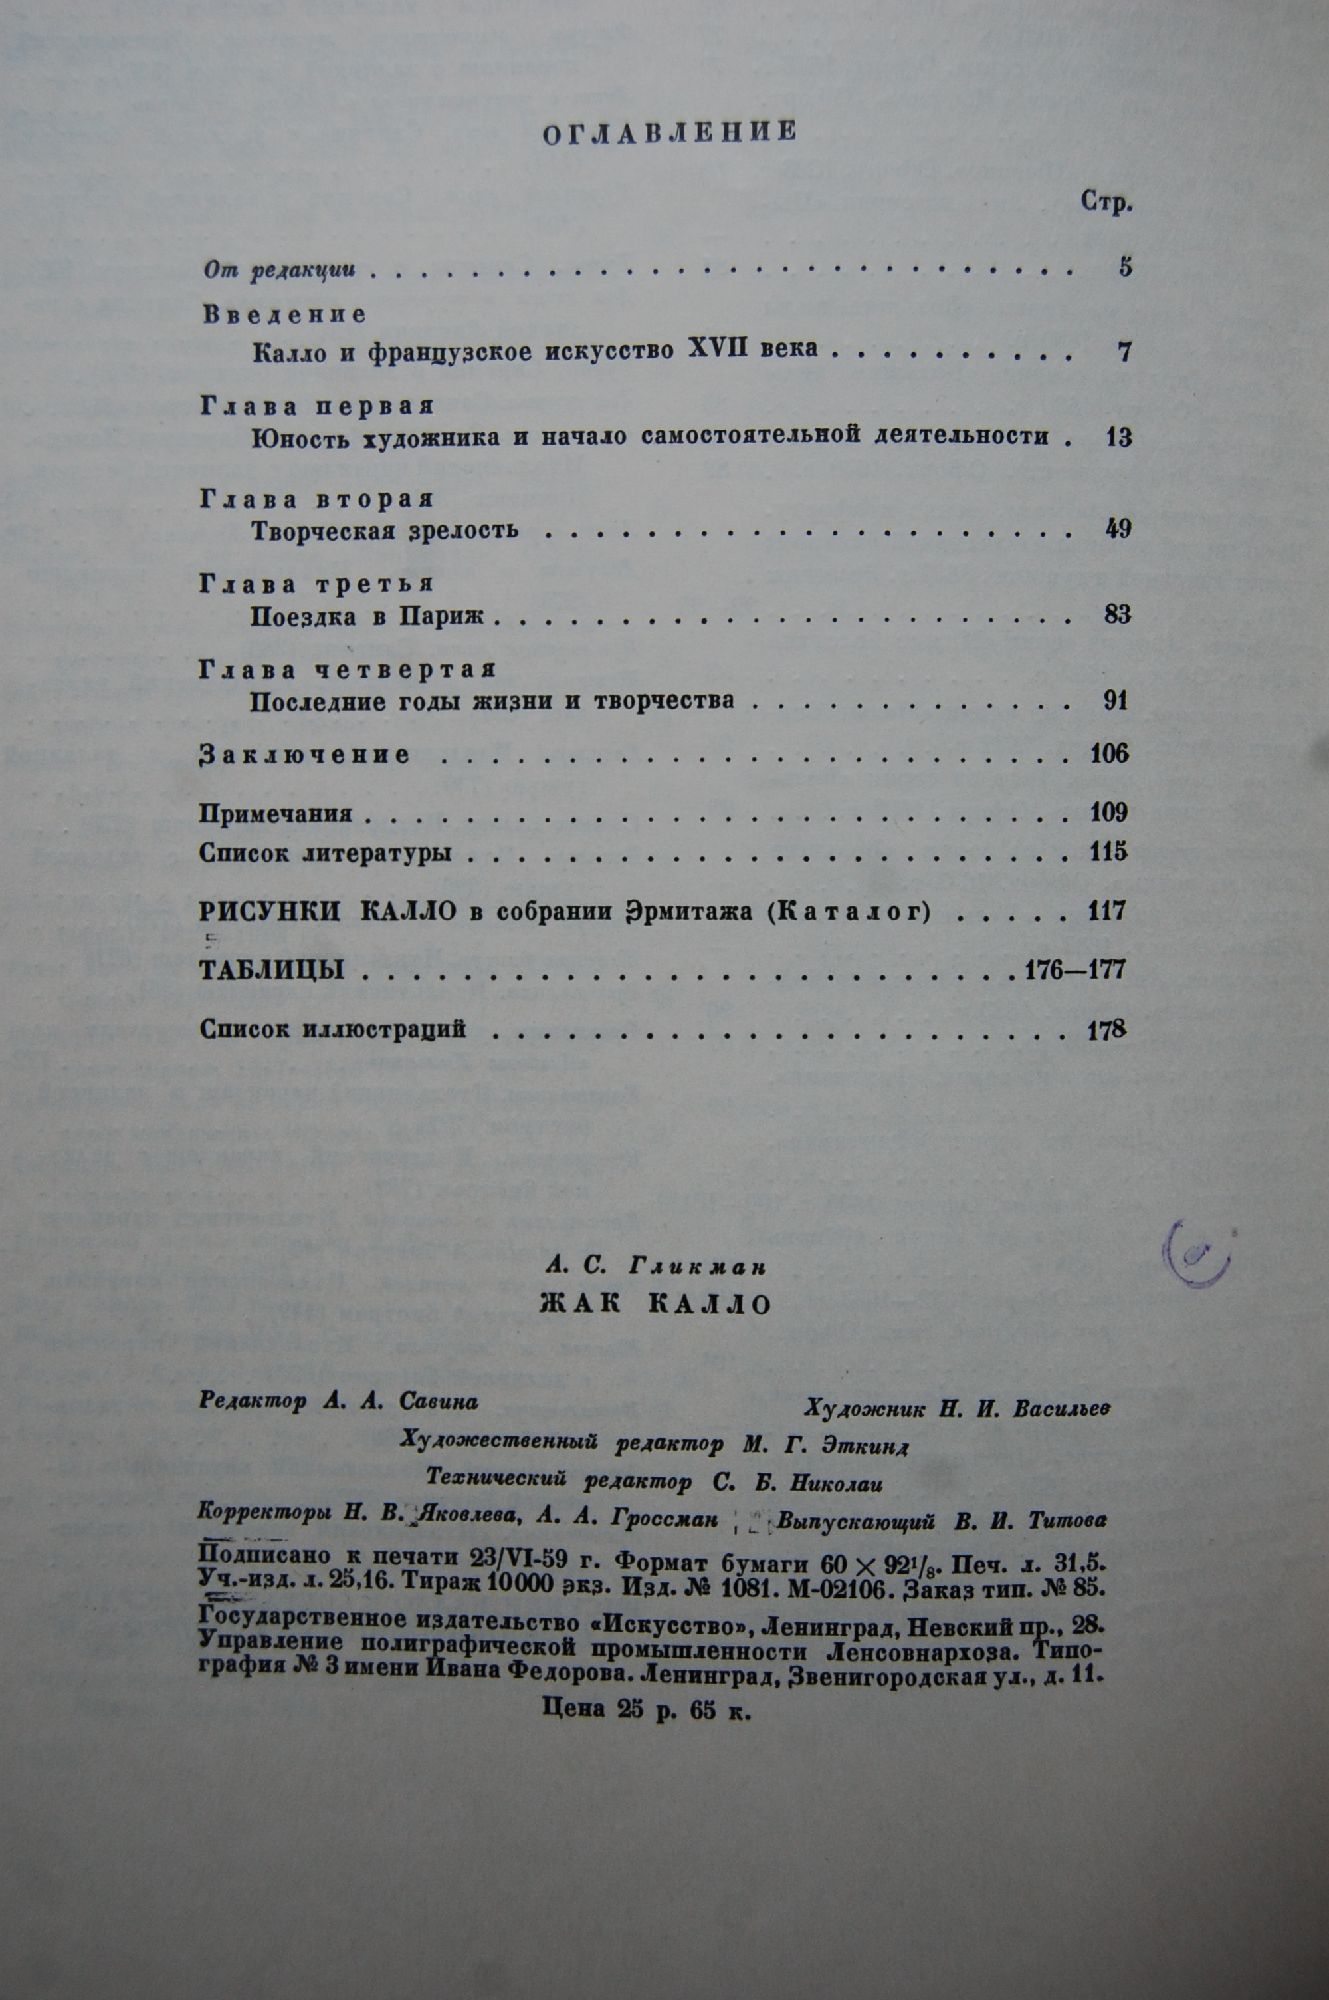 ОГЛАВЛЕНИЕ
Стр.
От редакции . . . . . . . . . . . . . . . . . . . . . . . . . . . . . 5
Введение
Калло и французское искусство XVII века . . . . . . . . . . 7
Глава первая
Юность художника и начало самостоятельной деятельности . 13
Глава вторая
Творческая зрелость . . . . . . . . . . . . . . . . . . . . . . 49
Глава третья
Поездка в Париж . . . . . . . . . . . . . . . . . . . . . . . . 83
Глава четвертая
Последние годы жизни и творчества . . . . . . . . . . . . . . 91
Заключение . . . . . . . . . . . . . . . . . . . . . . . . . . 106
Примечания . . . . . . . . . . . . . . . . . . . . . . . . . . . . . 109
Список литературы . . . . . . . . . . . . . . . . . . . . . . . . . 115
РИСУНКИ КАЛЛО в собрании Эрмитажа (Каталог) . . . . . 117
ТАБЛИЦЫ . . . . . . . . . . . . . . . . . . . . . . . . . . . . 176—177
Список иллюстраций . . . . . . . . . . . . . . . . . . . . . . . . 178
А. С. Гликман
ЖАК КАЛЛО
Редактор А. А. Савина Художник Н. И. Васильев
Художественный редактор М. Г. Эткинд
Технический редактор С. Б. Николаи
Корректоры Н. В. Яковлева, А. А. Гроссман Выпускающий В. И. Титова
Подписано к печати 23/VI-59 г. Формат бумаги 60 × 92¹/₈. Печ. л. 31,5.
Уч.-изд. л. 25,16. Тираж 10000 экз. Изд. № 1081. М-02106. Заказ тип. № 85.
Государственное издательство «Искусство», Ленинград, Невский пр., 28.
Управление полиграфической промышленности Ленсовнархоза. Типо-
графия № 3 имени Ивана Федорова. Ленинград, Звенигородская ул., д. 11.
Цена 25 р. 65 к.